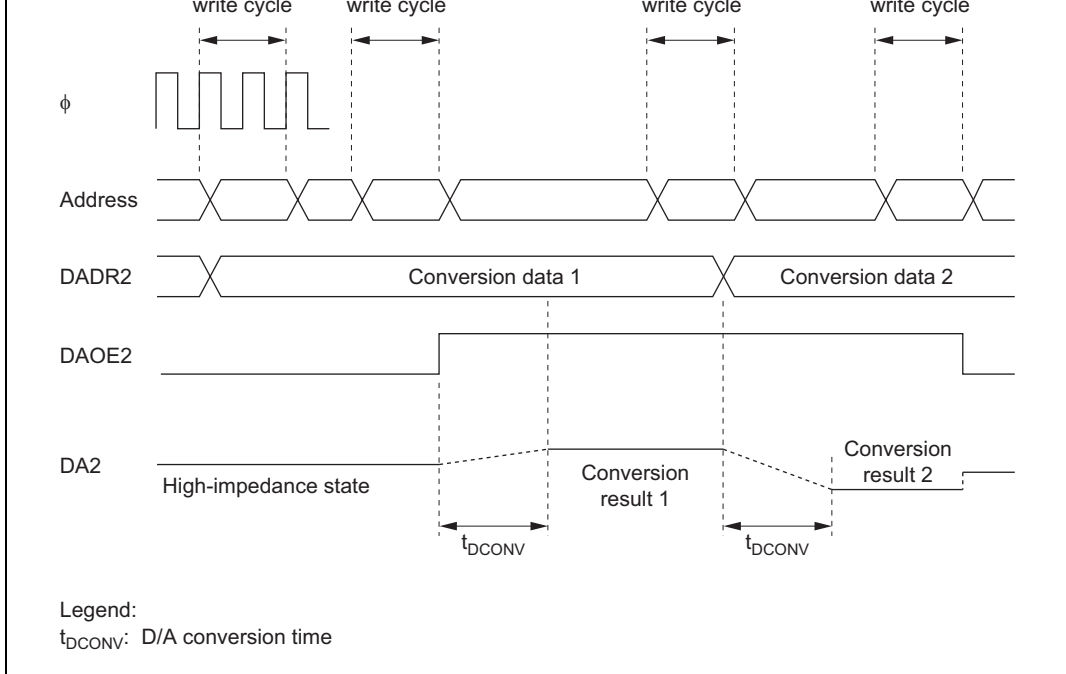 write cycle write cycle write cycle write cycle
ϕ
Address
DADR2 Conversion data 1 Conversion data 2
DAOE2
DA2
High-impedance state
Conversion
result 1
Conversion
result 2
tDCONV tDCONV
Legend:
tDCONV: D/A conversion time